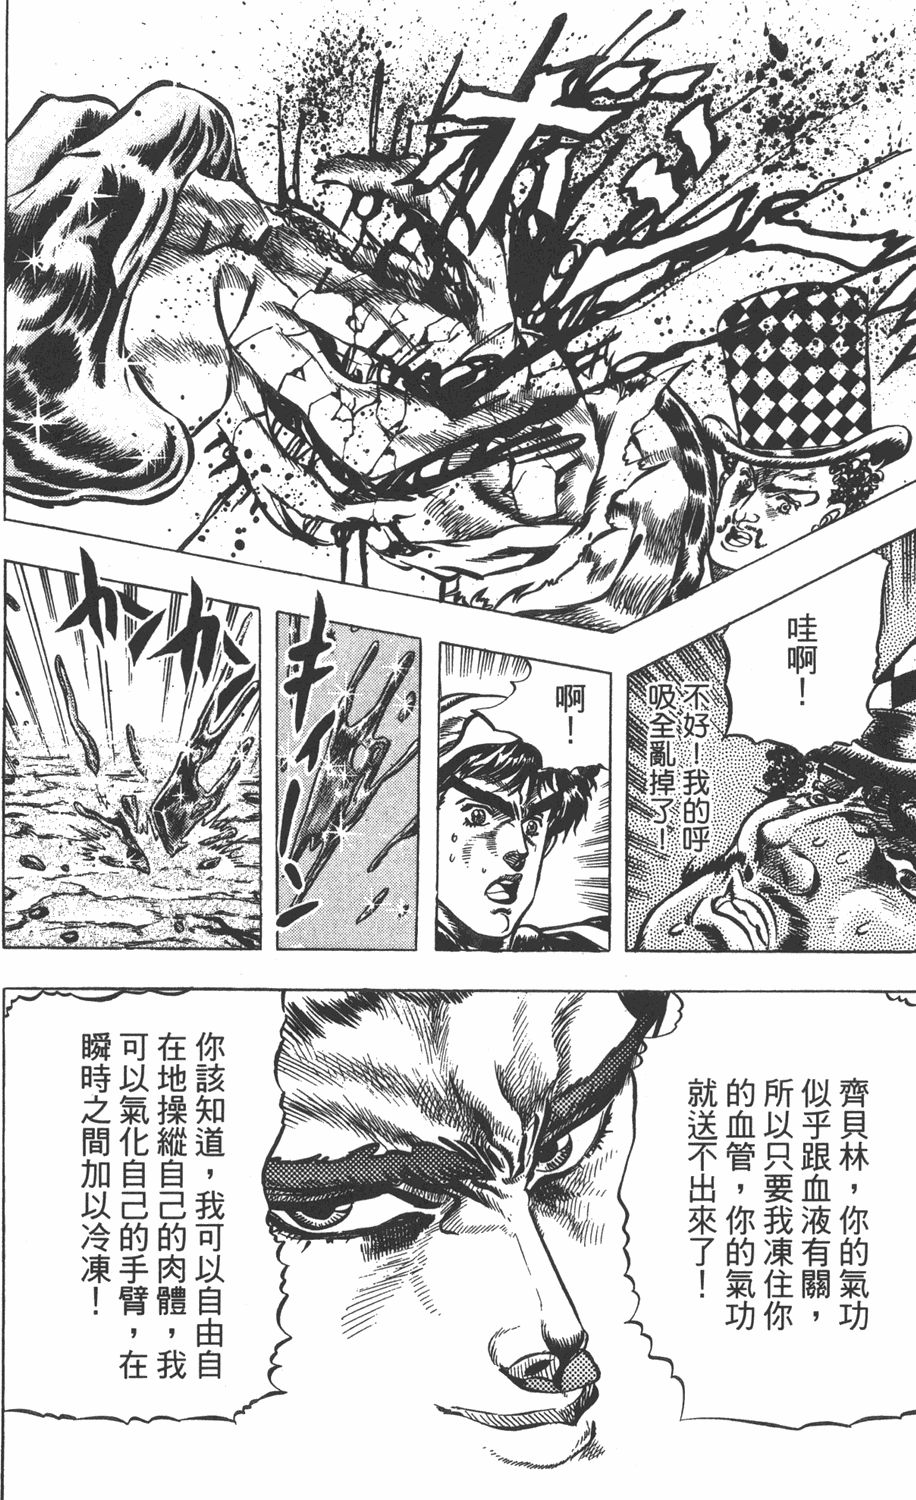 ボゴン
哇啊！
不好！我的呼
吸全亂掉了！
啊！
キィ
カン
カン
齊貝林，你的氣功
似乎跟血液有關，
所以只要我凍住你
的血管，你的氣功
就送不出來了！
你該知道，我可以自由自
在地操縱自己的肉體，我
可以氣化自己的手臂，在
瞬時之間加以冷凍！